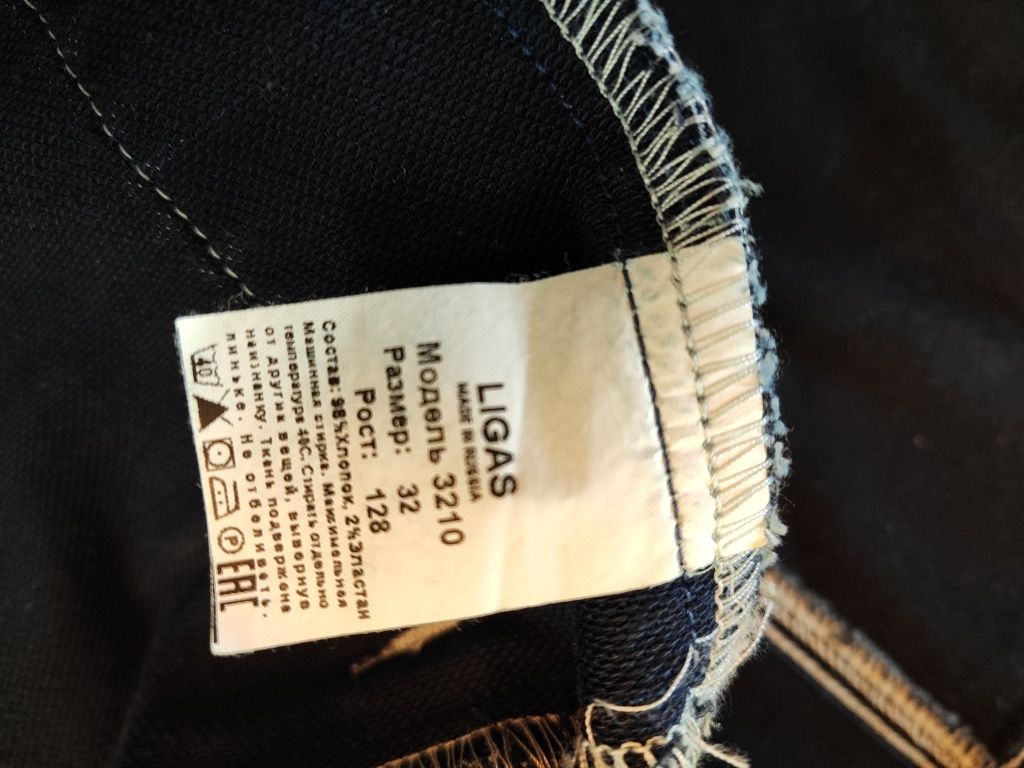 LIGAS
MADE IN RUSSIA
Модель 3210
Размер: 32
Рост: 128
Состав: 98%Хлопок, 2%Эластан
Машинная стирка. Максимальная
температура 40С. Стирать отдельно
от других вещей, вывернув
наизнанку. Ткань подвержена
линьке. Не отбеливать.
40 P EAC